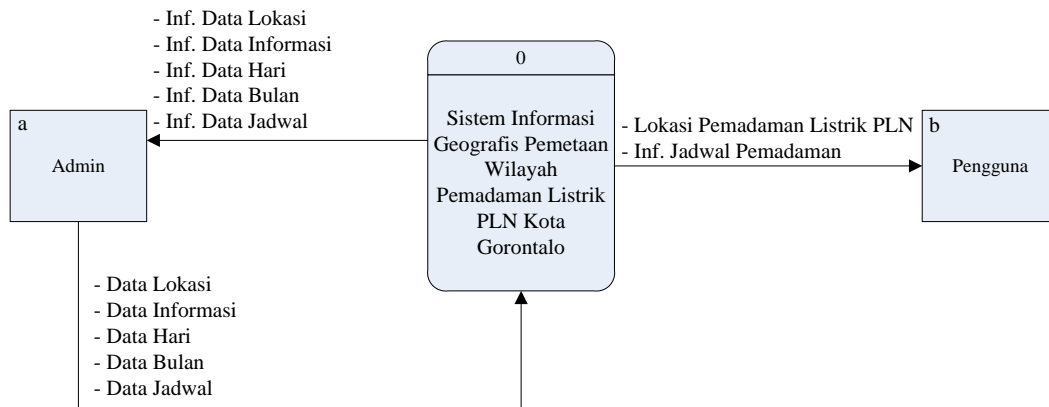 - Inf. Data Lokasi
- Inf. Data Informasi
- Inf. Data Hari
- Inf. Data Bulan
- Inf. Data Jadwal
a
Admin
0
Sistem Informasi
Geografis Pemetaan
Wilayah
Pemadaman Listrik
PLN Kota
Gorontalo
- Lokasi Pemadaman Listrik PLN
- Inf. Jadwal Pemadaman
b
Pengguna
- Data Lokasi
- Data Informasi
- Data Hari
- Data Bulan
- Data Jadwal